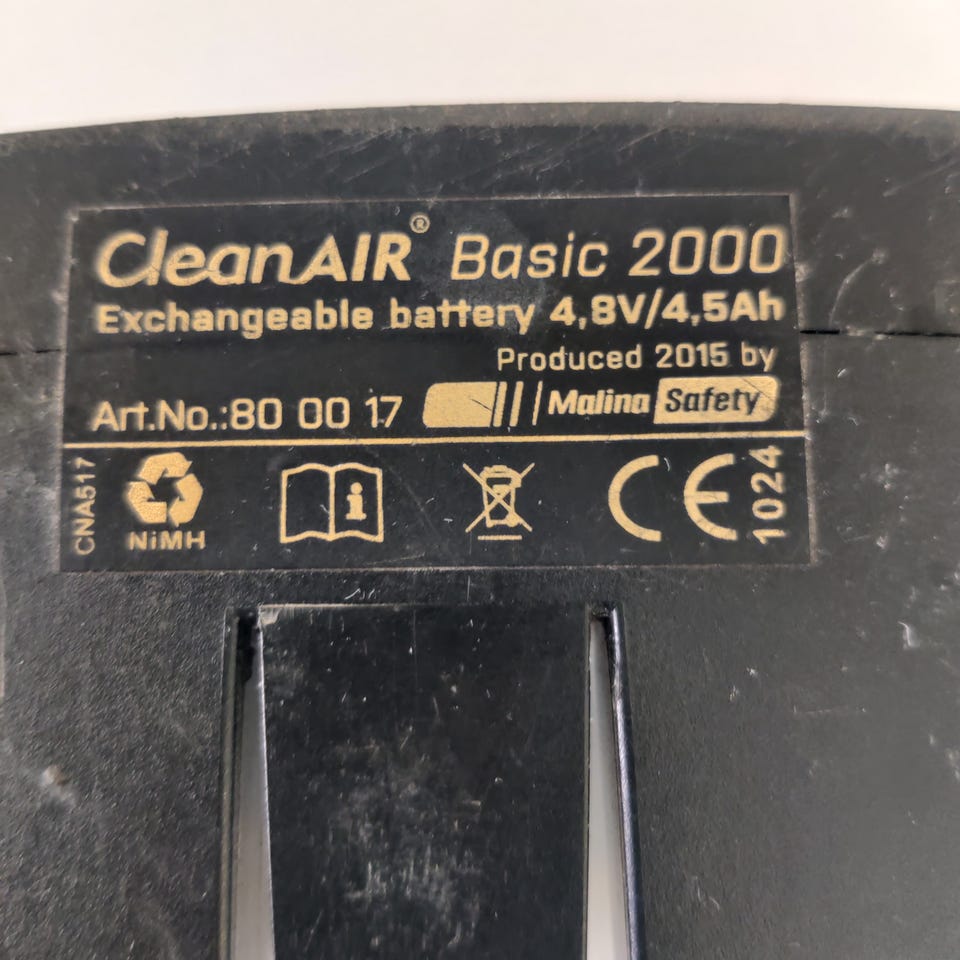 CleanAIR® Basic 2000
Exchangeable battery 4,8V/4,5Ah
Produced 2015 by
Art.No.:80 00 17 Malina Safety
CNA517
NiMH
i
CE
1024